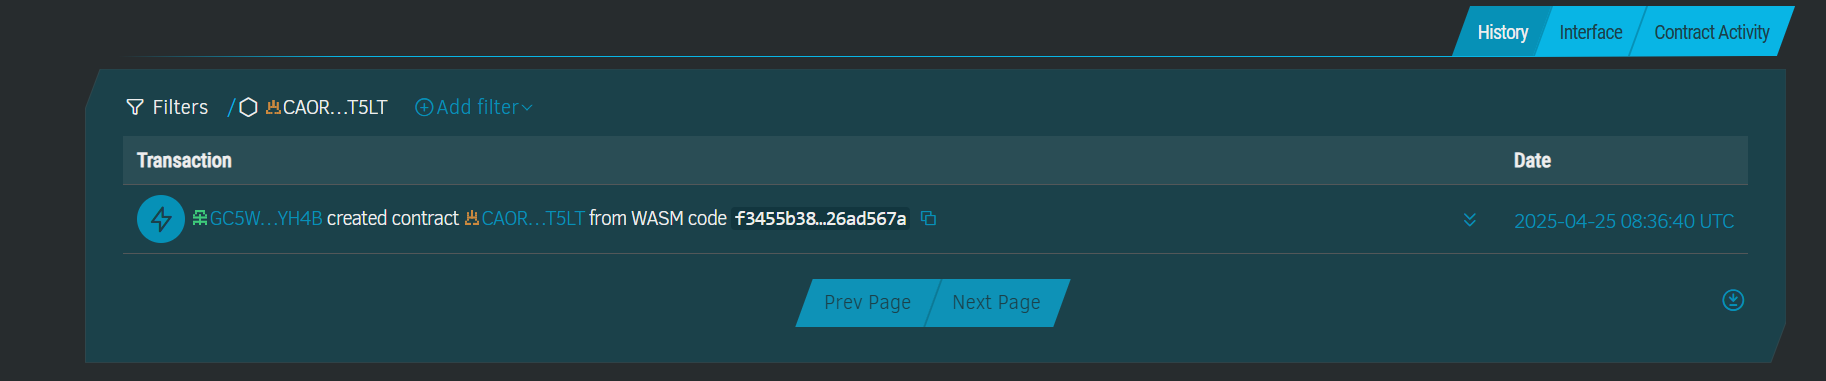 History Interface Contract Activity
Filters / CAOR...T5LT Add filter
Transaction Date
GC5W...YH4B created contract CAOR...T5LT from WASM code f3455b38...26ad567a 2025-04-25 08:36:40 UTC
Prev Page Next Page